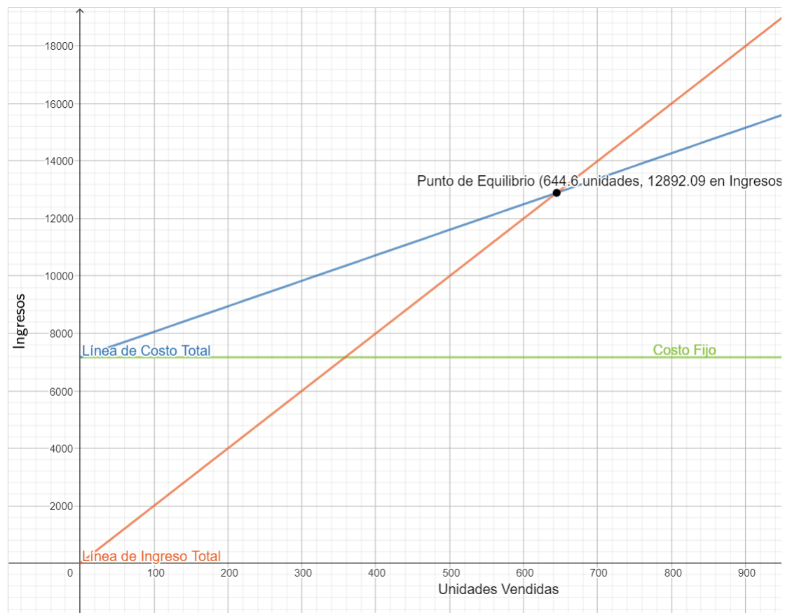 18000
16000
14000
Punto de Equilibrio (644.6 unidades, 12892.09 en Ingresos
12000
10000
Ingresos
8000
Línea de Costo Total
Costo Fijo
6000
4000
2000
Línea de Ingreso Total
0 100 200 300 400 500 600 700 800 900
Unidades Vendidas